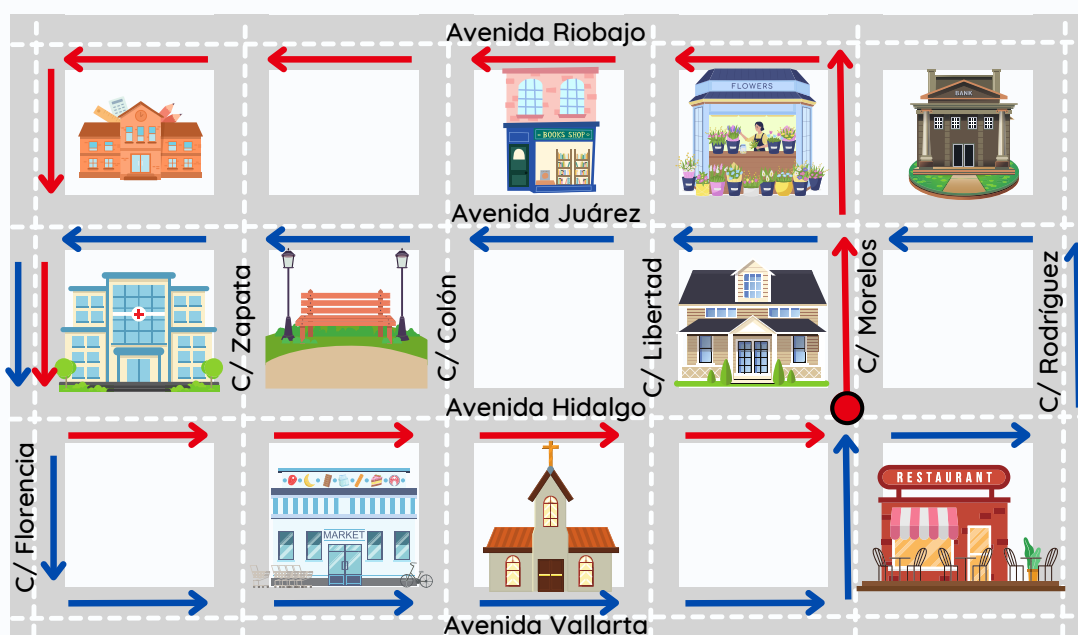 Avenida Riobajo
FLOWERS
BANK
BOOKS SHOP
Avenida Juárez
C/ Zapata
C/ Colón
C/ Libertad
C/ Morelos
C/ Rodríguez
Avenida Hidalgo
C/ Florencia
RESTAURANT
MARKET
Avenida Vallarta